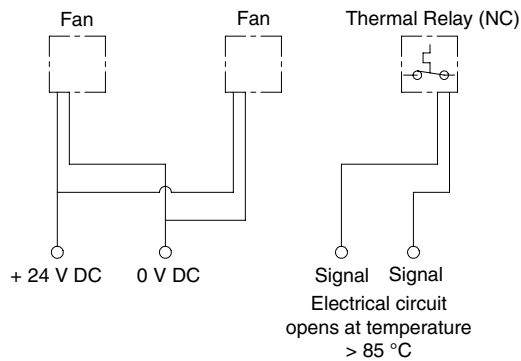 Fan
Fan
Thermal Relay (NC)
+ 24 V DC
0 V DC
Signal
Signal
Electrical circuit
opens at temperature
> 85 °C